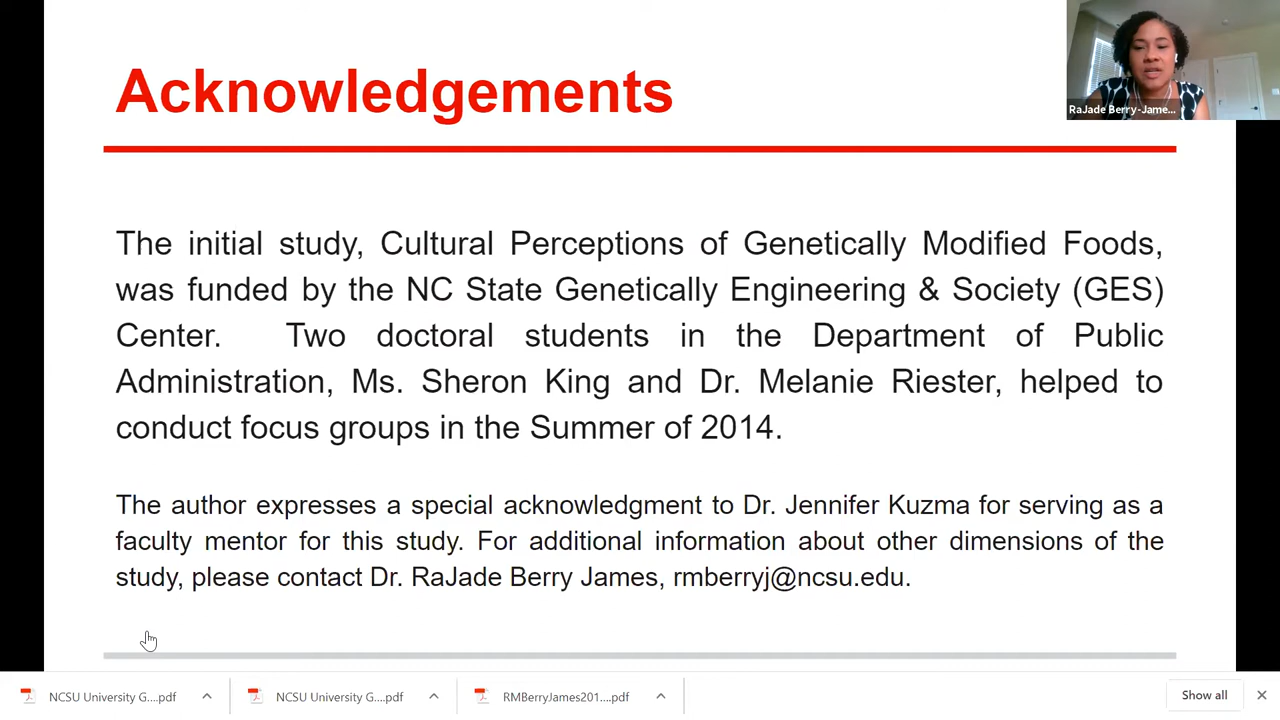 Acknowledgements
RaJade Berry-Jame...
The initial study, Cultural Perceptions of Genetically Modified Foods,
was funded by the NC State Genetically Engineering & Society (GES)
Center. Two doctoral students in the Department of Public
Administration, Ms. Sheron King and Dr. Melanie Riester, helped to
conduct focus groups in the Summer of 2014.
The author expresses a special acknowledgment to Dr. Jennifer Kuzma for serving as a
faculty mentor for this study. For additional information about other dimensions of the
study, please contact Dr. RaJade Berry James, rmberryj@ncsu.edu.
NCSU University G....pdf
NCSU University G....pdf
RMBerryJames201....pdf
Show all